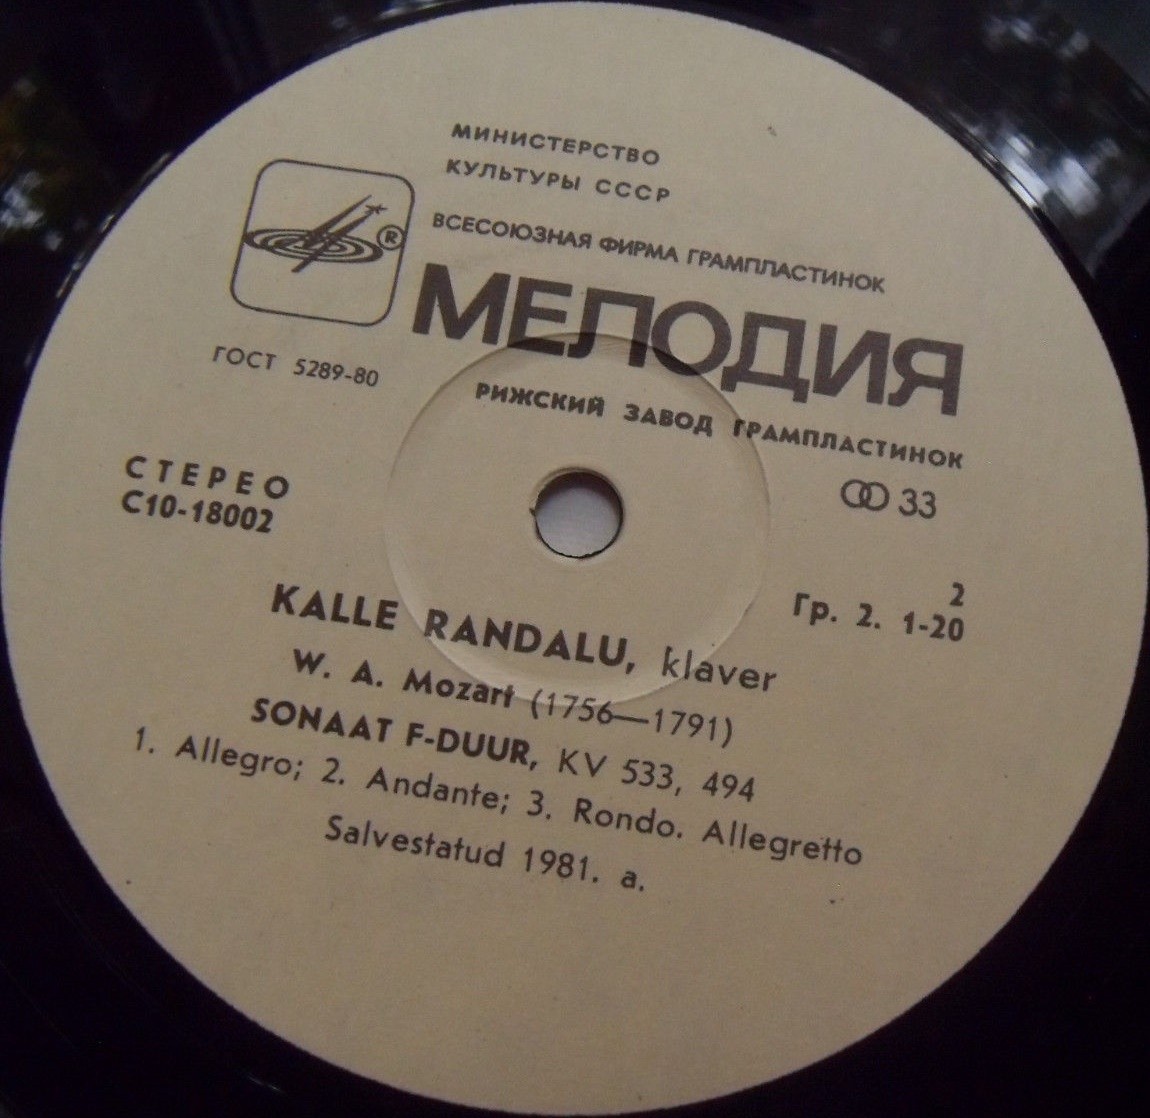 МИНИСТЕРСТВО
КУЛЬТУРЫ СССР
ВСЕСОЮЗНАЯ ФИРМА ГРАМПЛАСТИНОК
®
МЕЛОДИЯ
ГОСТ 5289-80
РИЖСКИЙ ЗАВОД ГРАМПЛАСТИНОК
СТЕРЕО
33
С10-18002
2
Гр. 2. 1-20
KALLE RANDALU, klaver
W. A. Mozart (1756—1791)
SONAAT F-DUUR, KV 533, 494
1. Allegro; 2. Andante; 3. Rondo. Allegretto
Salvestatud 1981. a.